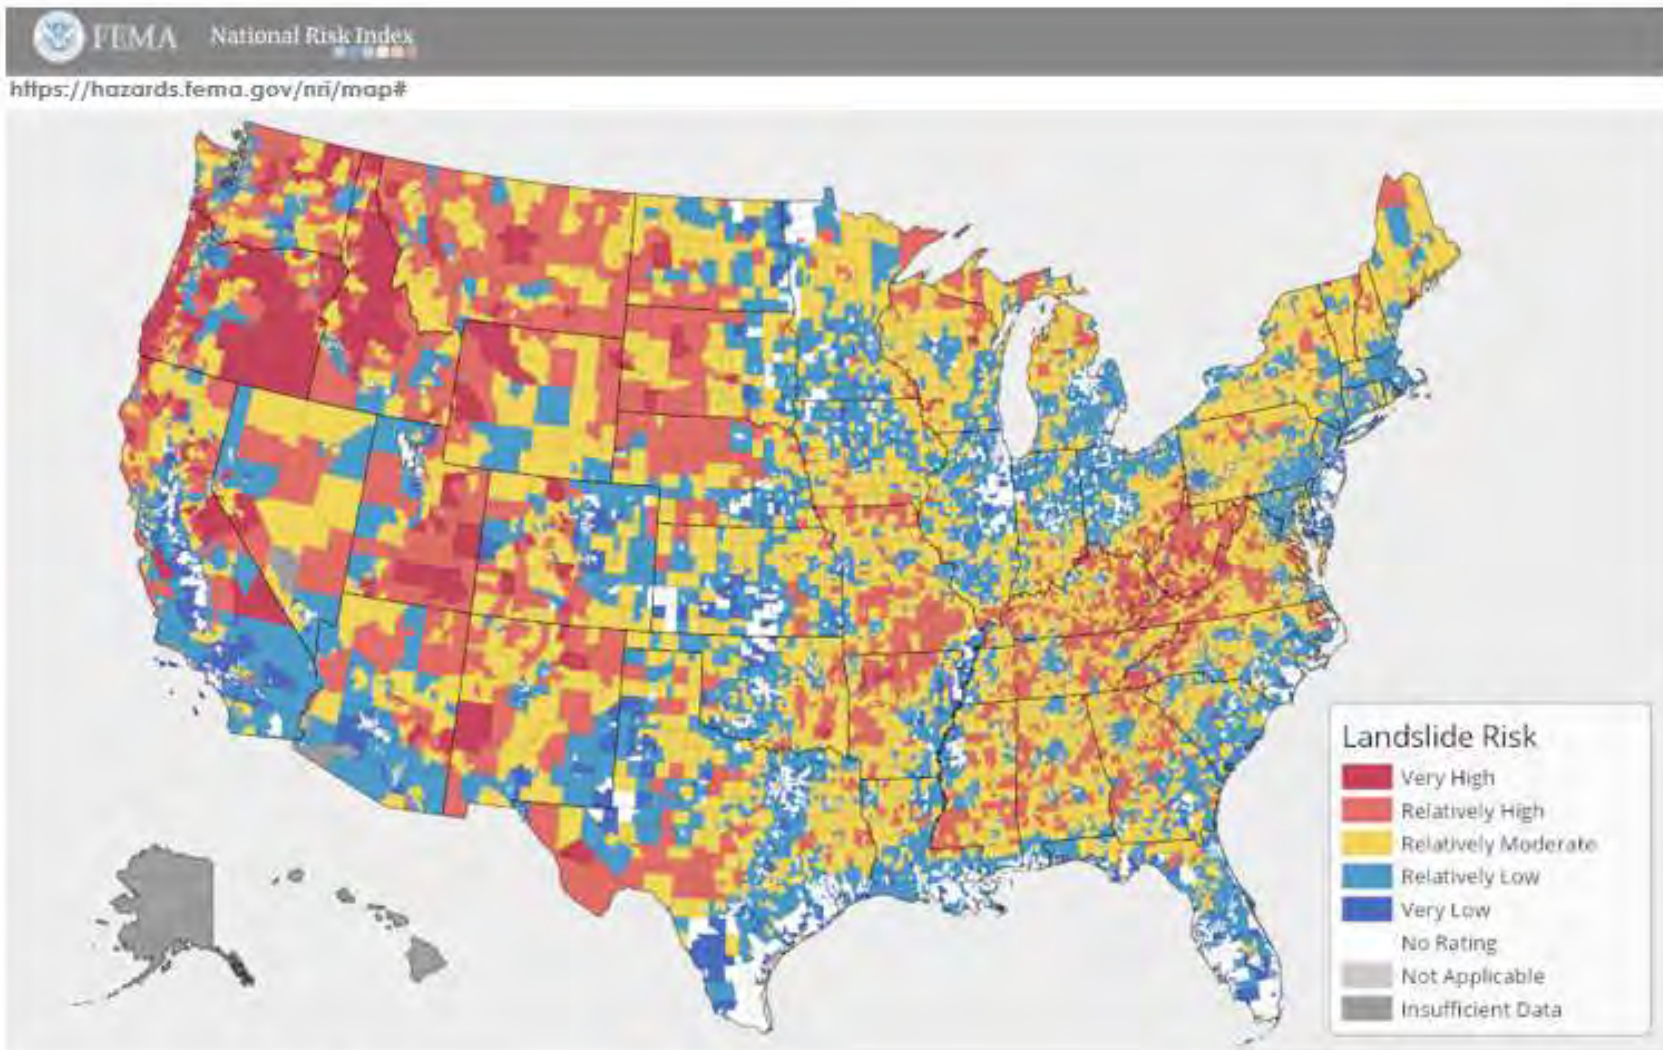 FEMA National Risk Index
https://hazards.fema.gov/nri/map#
Landslide Risk
Very High
Relatively High
Relatively Moderate
Relatively Low
Very Low
No Rating
Not Applicable
Insufficient Data